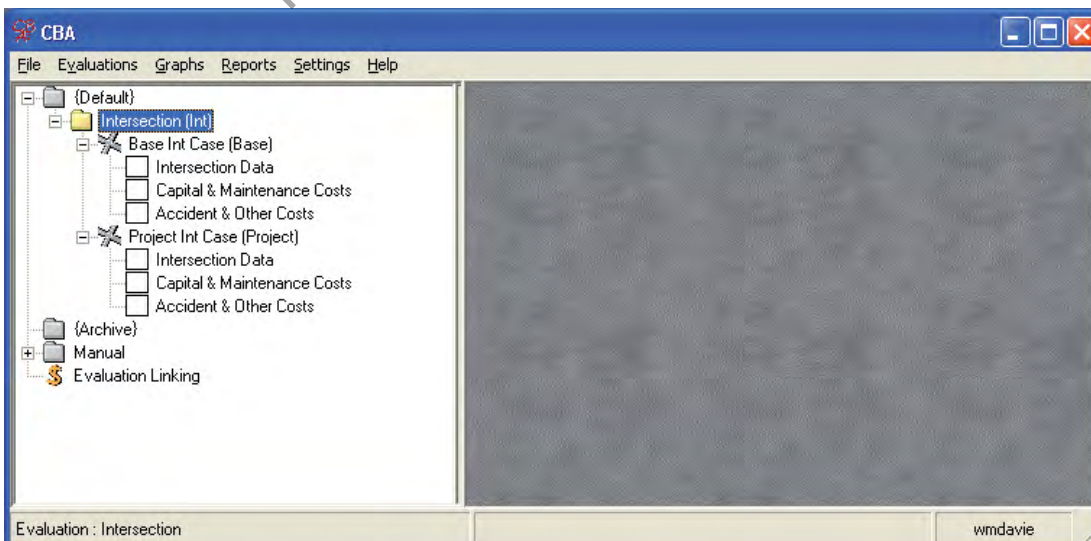 CBA
File Evaluations Graphs Reports Settings Help
{Default}
Intersection (Int)
Base Int Case (Base)
Intersection Data
Capital & Maintenance Costs
Accident & Other Costs
Project Int Case (Project)
Intersection Data
Capital & Maintenance Costs
Accident & Other Costs
{Archive}
Manual
Evaluation Linking
Evaluation : Intersection
wmdavie